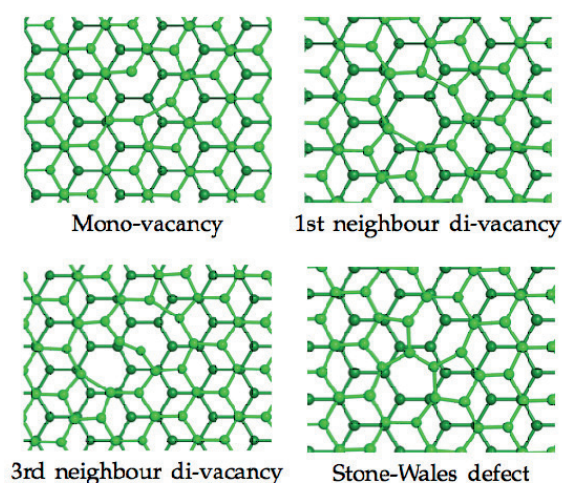 Mono-vacancy
1st neighbour di-vacancy
3rd neighbour di-vacancy
Stone-Wales defect